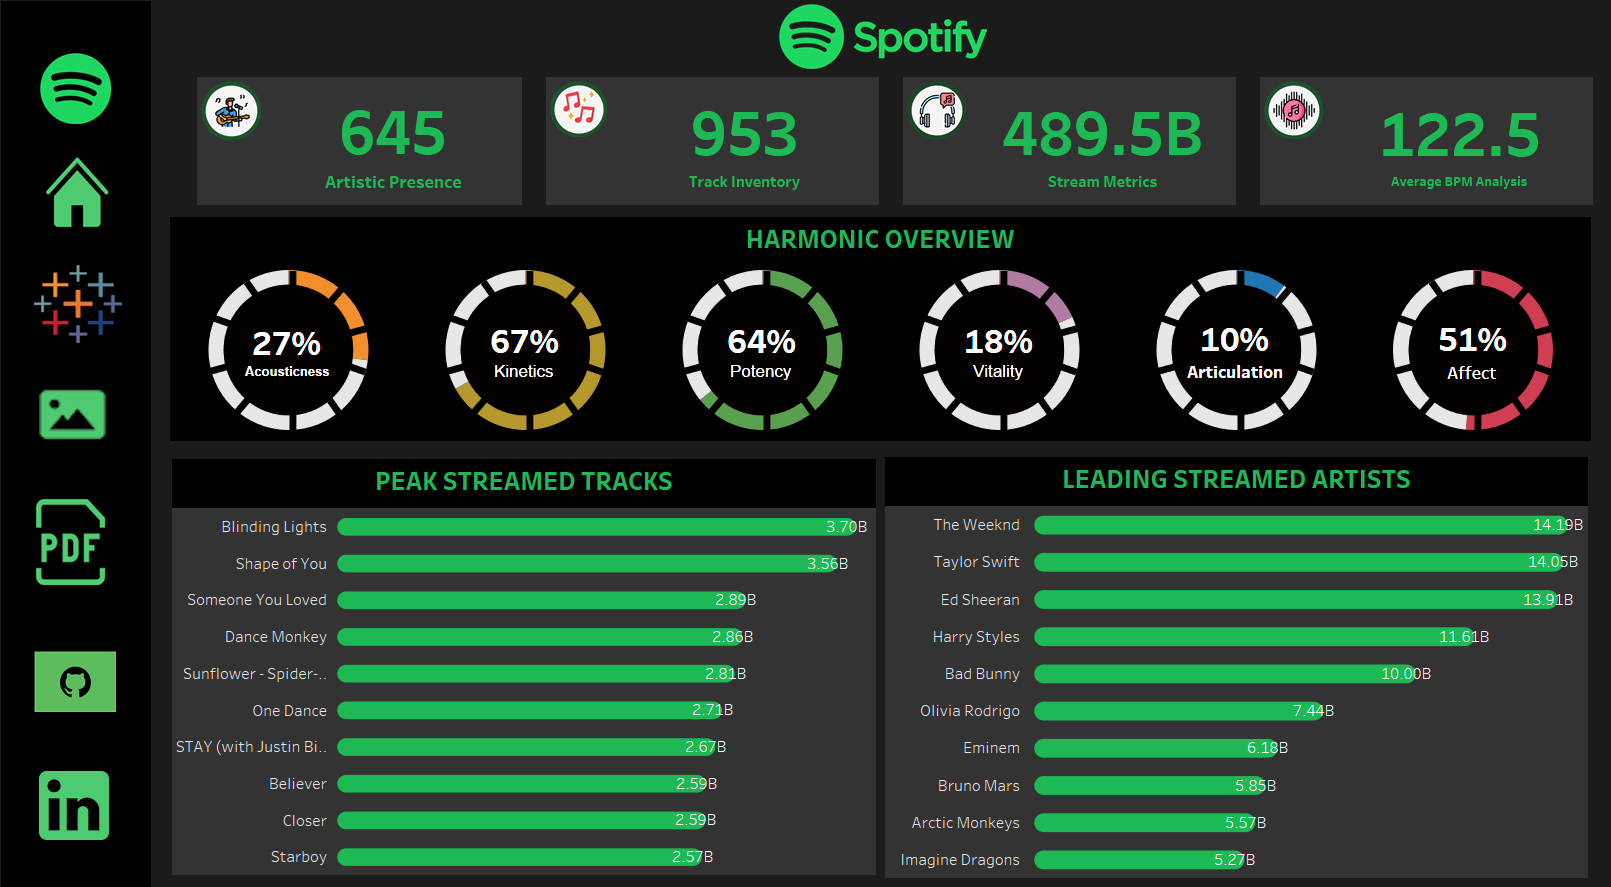 Spotify
645
Artistic Presence
953
Track Inventory
489.5B
Stream Metrics
122.5
Average BPM Analysis
HARMONIC OVERVIEW
27%
Acousticness
67%
Kinetics
64%
Potency
18%
Vitality
10%
Articulation
51%
Affect
PDF
in
PEAK STREAMED TRACKS
Blinding Lights 3.70B
Shape of You 3.56B
Someone You Loved 2.89B
Dance Monkey 2.86B
Sunflower - Spider-.. 2.81B
One Dance 2.71B
STAY (with Justin Bi.. 2.67B
Believer 2.59B
Closer 2.59B
Starboy 2.57B
LEADING STREAMED ARTISTS
The Weeknd 14.19B
Taylor Swift 14.05B
Ed Sheeran 13.91B
Harry Styles 11.61B
Bad Bunny 10.00B
Olivia Rodrigo 7.44B
Eminem 6.18B
Bruno Mars 5.85B
Arctic Monkeys 5.57B
Imagine Dragons 5.27B